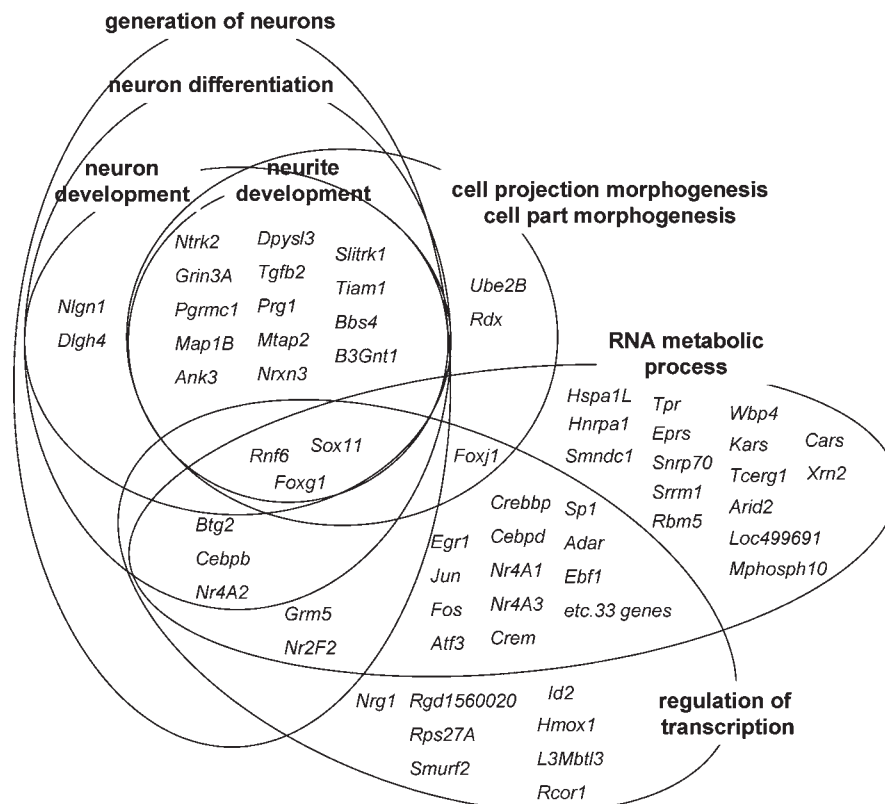 generation of neurons
neuron differentiation
neuron
development
neurite
development
cell projection morphogenesis
cell part morphogenesis
Nlgn1
Dlgh4
Ntrk2
Grin3A
Pgrmc1
Map1B
Ank3
Dpysl3
Tgfb2
Prg1
Mtap2
Nrxn3
Slitrk1
Tiam1
Bbs4
B3Gnt1
Ube2B
Rdx
RNA metabolic
process
Hspa1L
Hnrpa1
Smndc1
Tpr
Eprs
Snrp70
Srrm1
Rbm5
Wbp4
Kars
Tcerg1
Arid2
Loc499691
Mphosph10
Cars
Xrn2
Rnf6
Sox11
Foxg1
Foxj1
Btg2
Cebpb
Nr4A2
Grm5
Nr2F2
Egr1
Jun
Fos
Atf3
Crebbp
Cebpd
Nr4A1
Nr4A3
Crem
Sp1
Adar
Ebf1
etc.33 genes
Nrg1
Rgd1560020
Rps27A
Smurf2
Id2
Hmox1
L3Mbtl3
Rcor1
regulation of
transcription